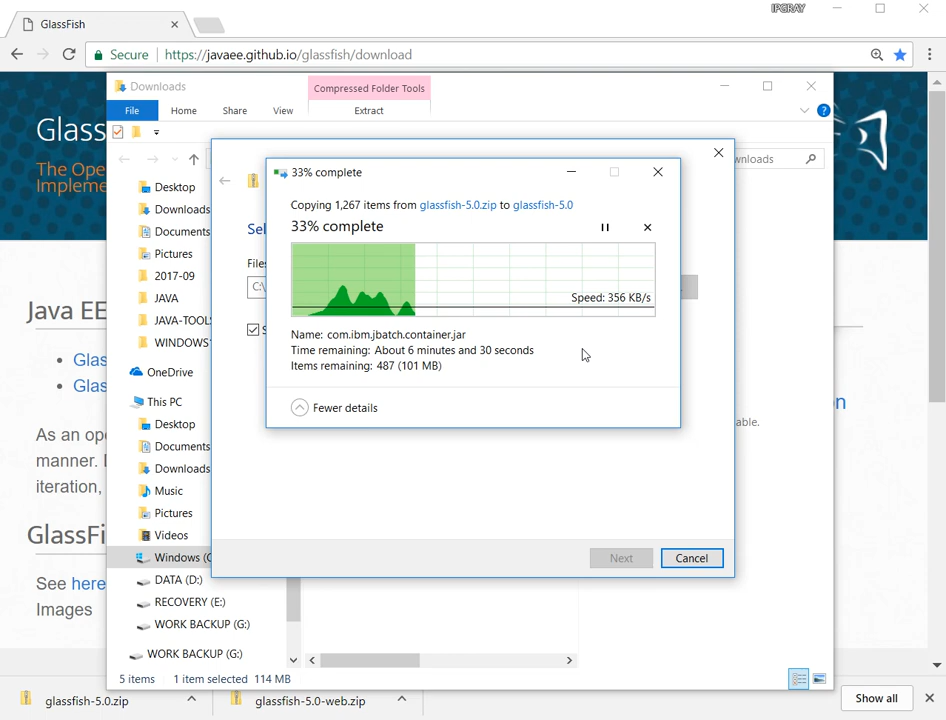 IPGRAY
GlassFish
Secure
https://javaee.github.io/glassfish/download
Downloads
Compressed Folder Tools
File
Home
Share
View
Extract
Glass
The Ope
Impleme
wnloads
Desktop
Downloads
Documents
Pictures
2017-09
JAVA
JAVA-TOOL
WINDOWS
OneDrive
This PC
Desktop
Documents
Downloads
Music
Pictures
Videos
Windows (C
DATA (D:)
RECOVERY (E:)
WORK BACKUP (G:)
WORK BACKUP (G:)
5 items
1 item selected
114 MB
Sel
Files
C:\
33% complete
Copying 1,267 items from glassfish-5.0.zip to glassfish-5.0
33% complete
Speed: 356 KB/s
Name: com.ibm.jbatch.container.jar
Time remaining: About 6 minutes and 30 seconds
Items remaining: 487 (101 MB)
Fewer details
able.
Next
Cancel
Java EE
Glas
Glas
on
As an ope
manner. 
iteration,
GlassFi
See here
Images
glassfish-5.0.zip
glassfish-5.0-web.zip
Show all